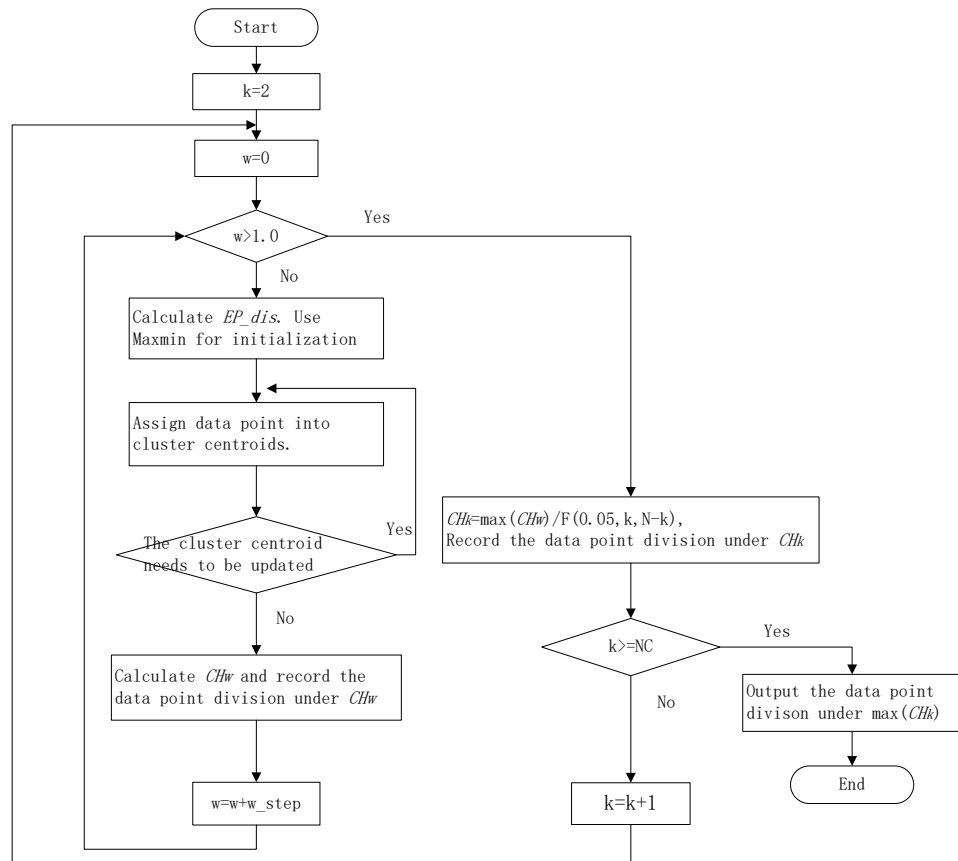 Start
k=2
w=0
w>1.0
Yes
No
Calculate EP_dis. Use
Maxmin for initialization
Assign data point into
cluster centroids.
The cluster centroid
needs to be updated
Yes
No
Calculate CHw and record the
data point division under CHw
w=w+w_step
CHk=max(CHw)/F(0.05,k,N-k),
Record the data point division under CHk
k>=NC
Yes
No
Output the data point
divison under max(CHk)
End
k=k+1